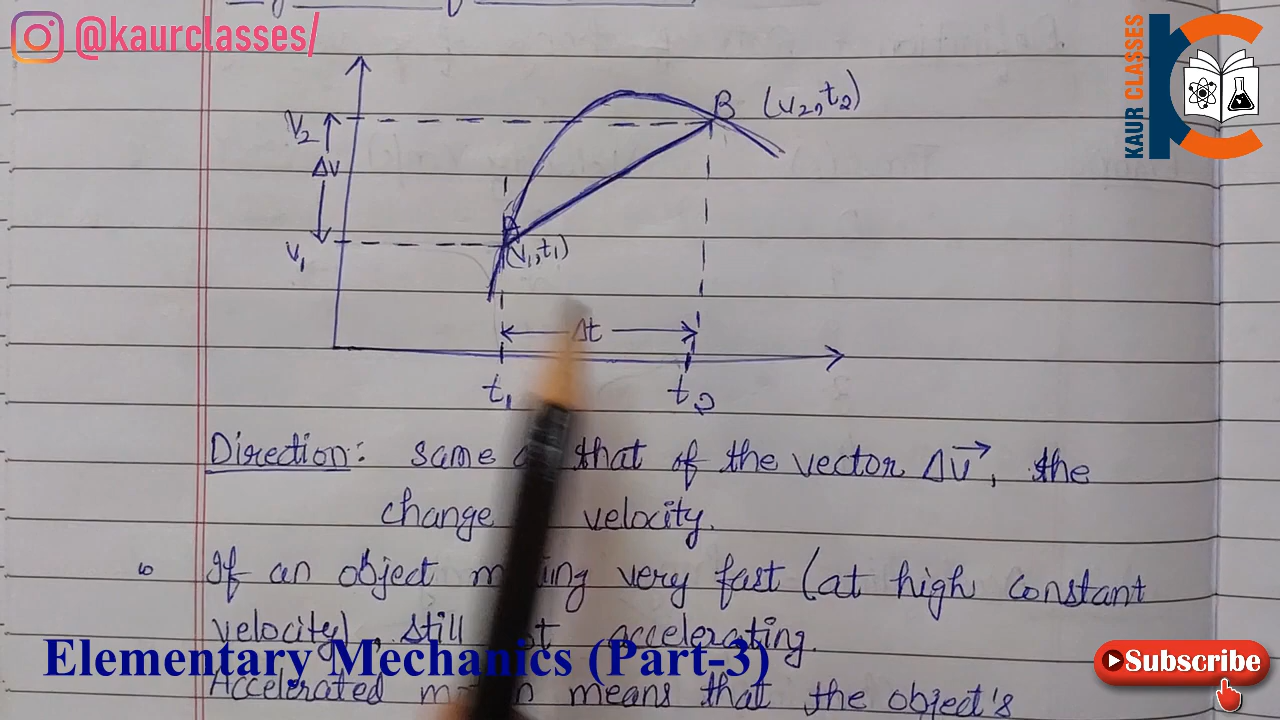 @kaurclasses/
KAUR CLASSES
B (v2, t2)
V2
Δv
A
(v1, t1)
V1
Δt
t1
t2
Direction: same that of the vector Δv, the
change velocity.
If an object very fast (at high constant
velocity), still accelerating.
Elementary Mechanics (Part-3)
Subscribe
Accelerated means that the object's